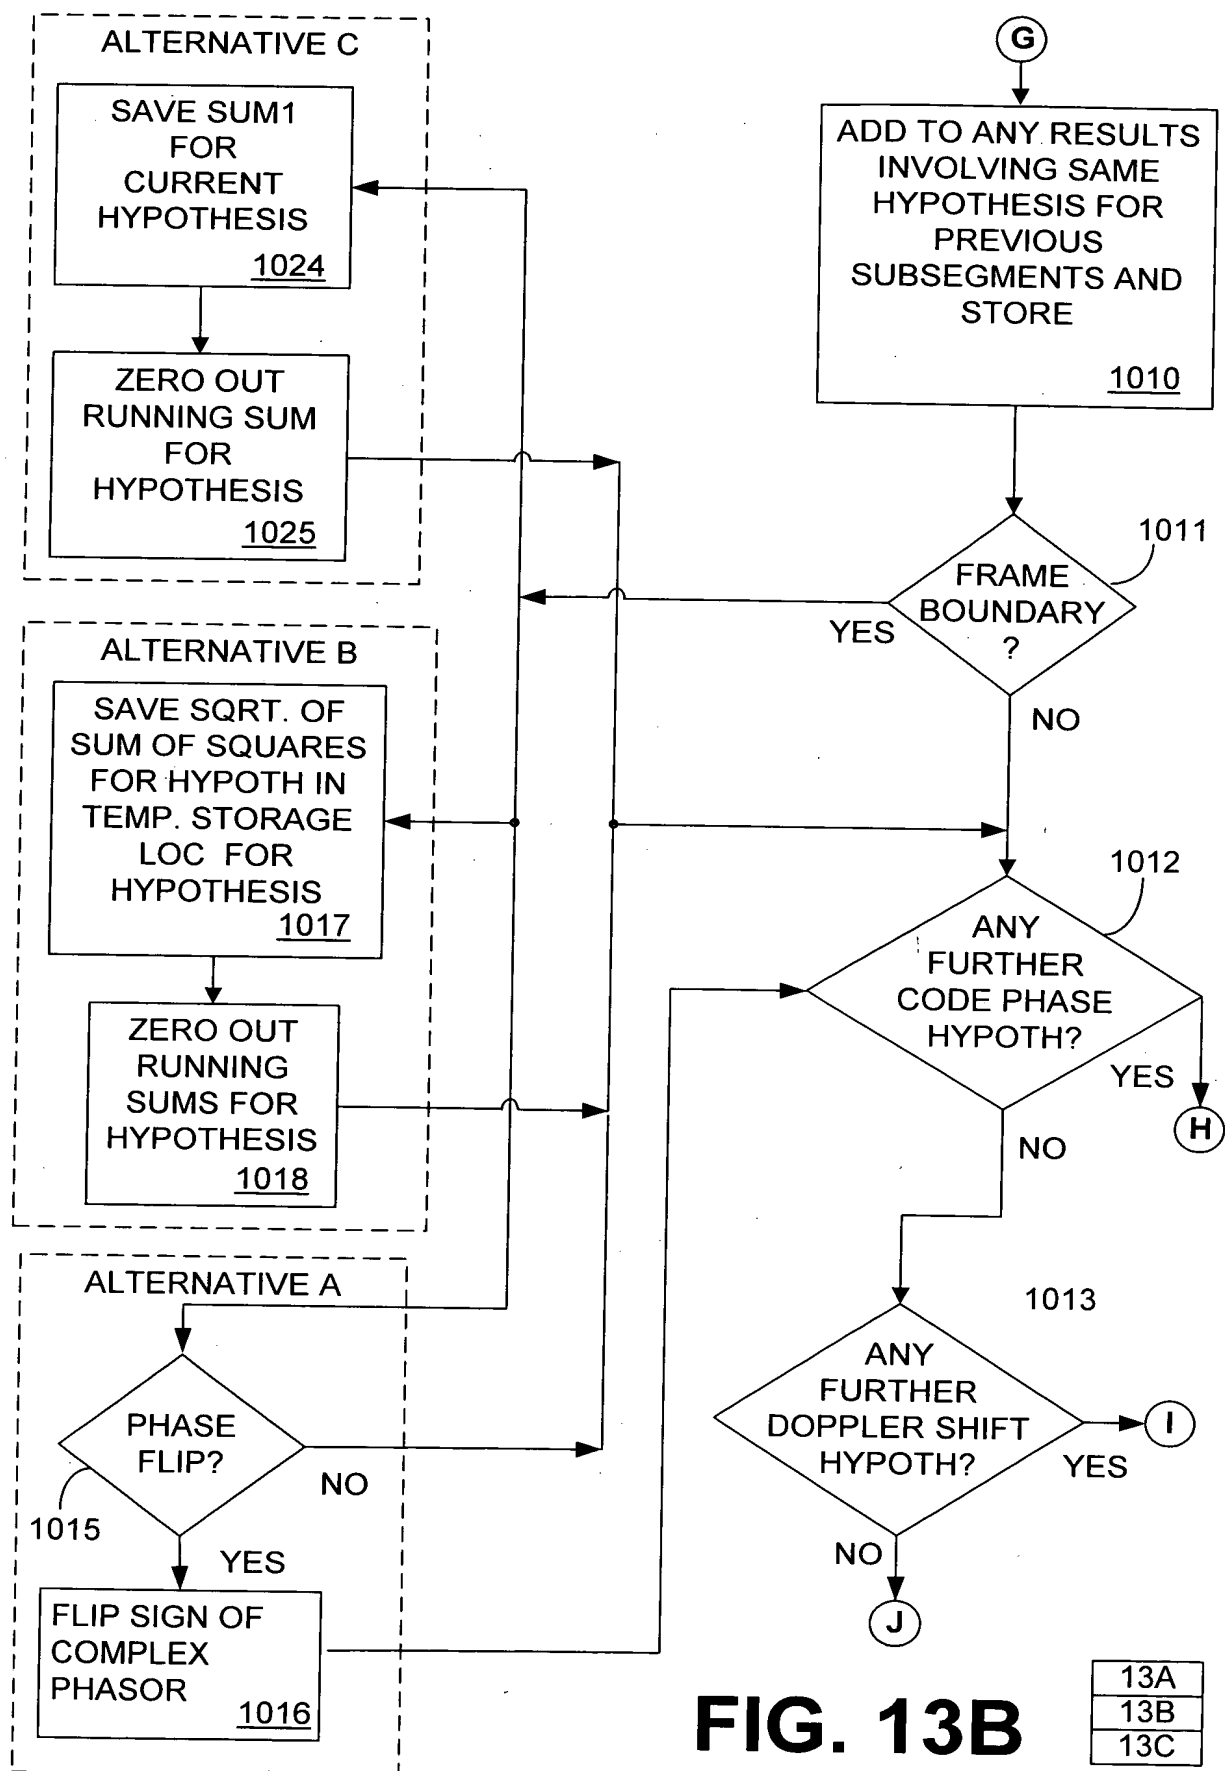 ALTERNATIVE C
SAVE SUM1
FOR
CURRENT
HYPOTHESIS
1024
ZERO OUT
RUNNING SUM
FOR
HYPOTHESIS
1025
ALTERNATIVE B
SAVE SQRT. OF
SUM OF SQUARES
FOR HYPOTH IN
TEMP. STORAGE
LOC FOR
HYPOTHESIS
1017
ZERO OUT
RUNNING
SUMS FOR
HYPOTHESIS
1018
ALTERNATIVE A
PHASE
FLIP?
NO
1015
YES
FLIP SIGN OF
COMPLEX
PHASOR
1016
G
ADD TO ANY RESULTS
INVOLVING SAME
HYPOTHESIS FOR
PREVIOUS
SUBSEGMENTS AND
STORE
1010
1011
FRAME
BOUNDARY
?
YES
NO
1012
ANY
FURTHER
CODE PHASE
HYPOTH?
YES
H
NO
1013
ANY
FURTHER
DOPPLER SHIFT
HYPOTH?
I
YES
NO
J
FIG. 13B
13A
13B
13C